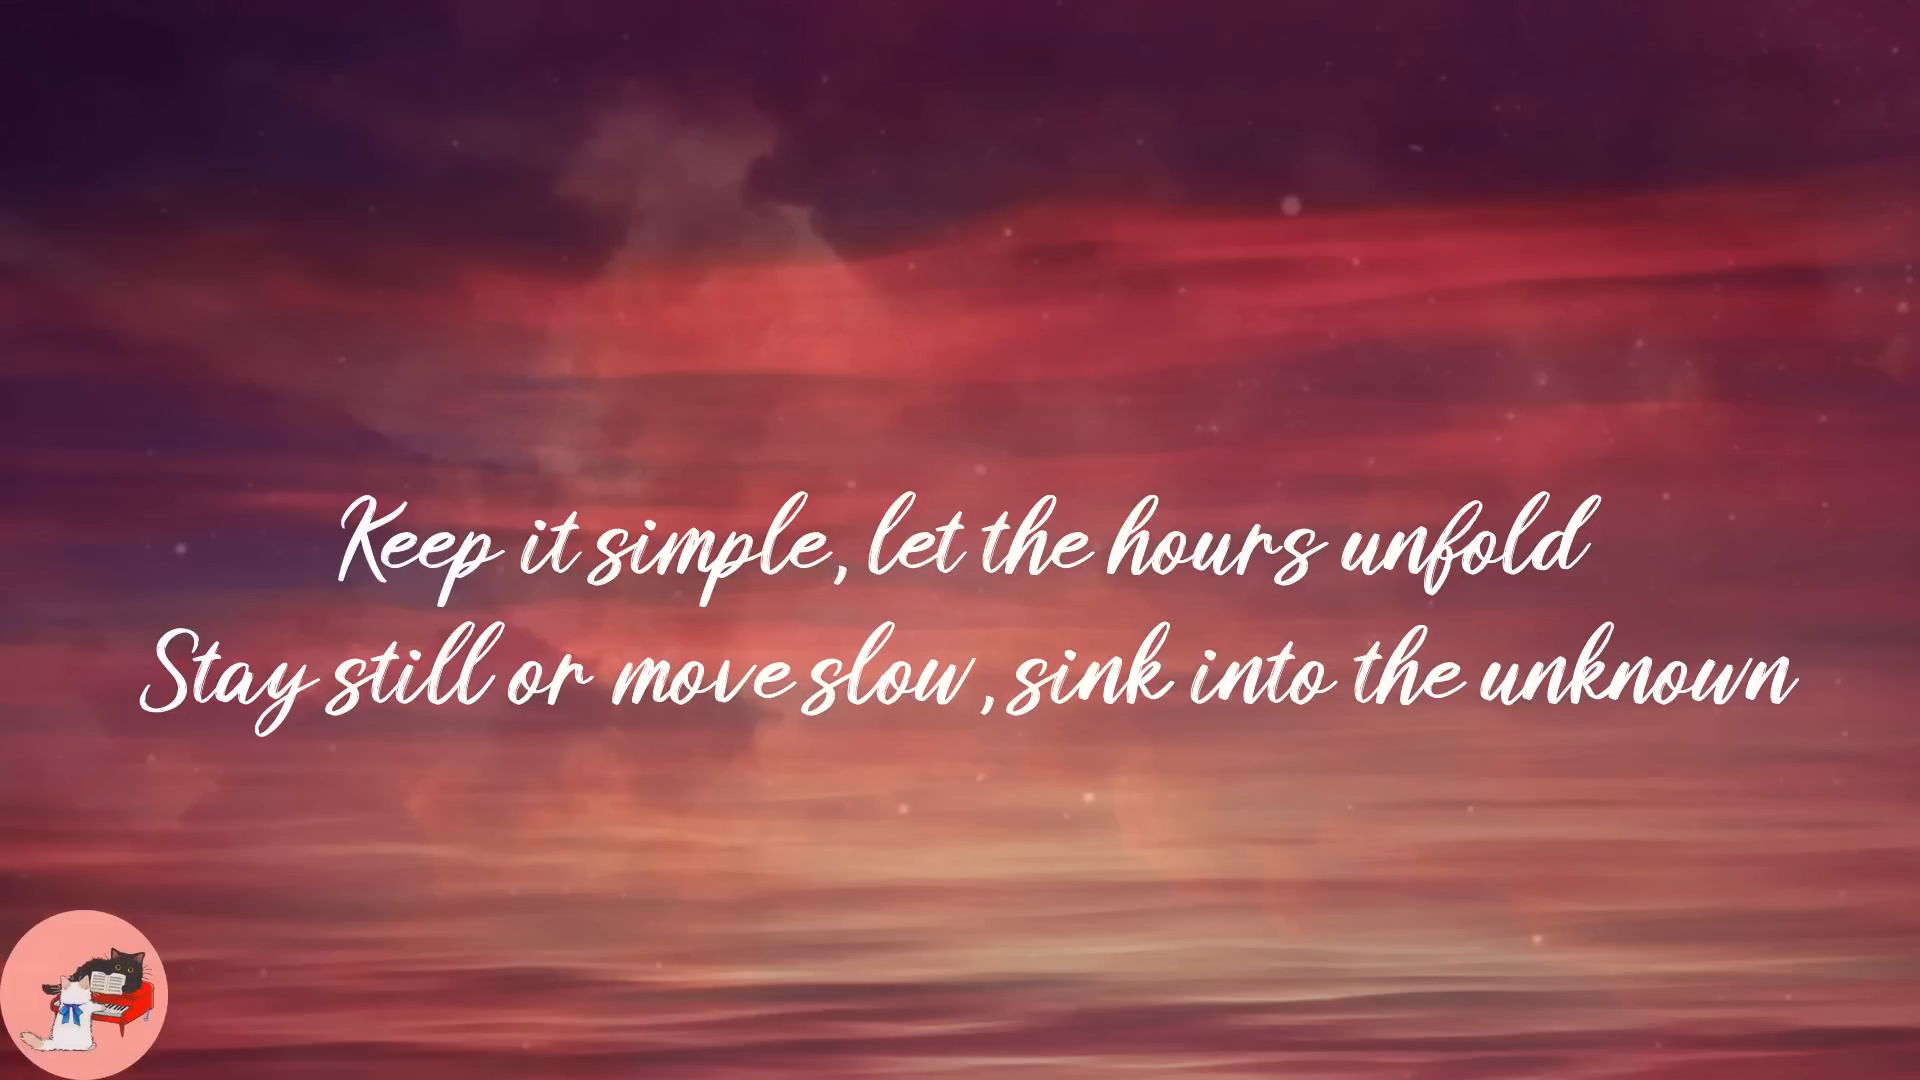 Keep it simple, let the hours unfold
Stay still or move slow, sink into the unknown